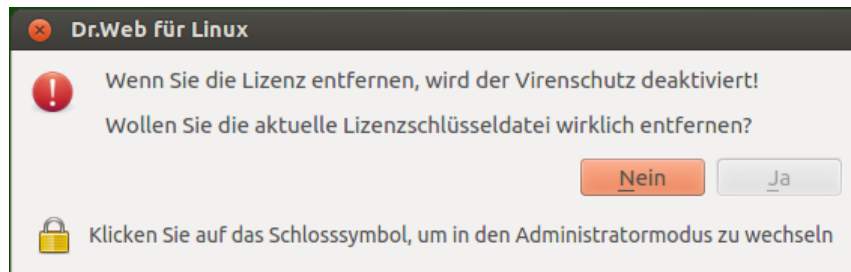 Dr.Web für Linux
Wenn Sie die Lizenz entfernen, wird der Virenschutz deaktiviert!
Wollen Sie die aktuelle Lizenzschlüsseldatei wirklich entfernen?
Nein Ja
Klicken Sie auf das Schlosssymbol, um in den Administratormodus zu wechseln